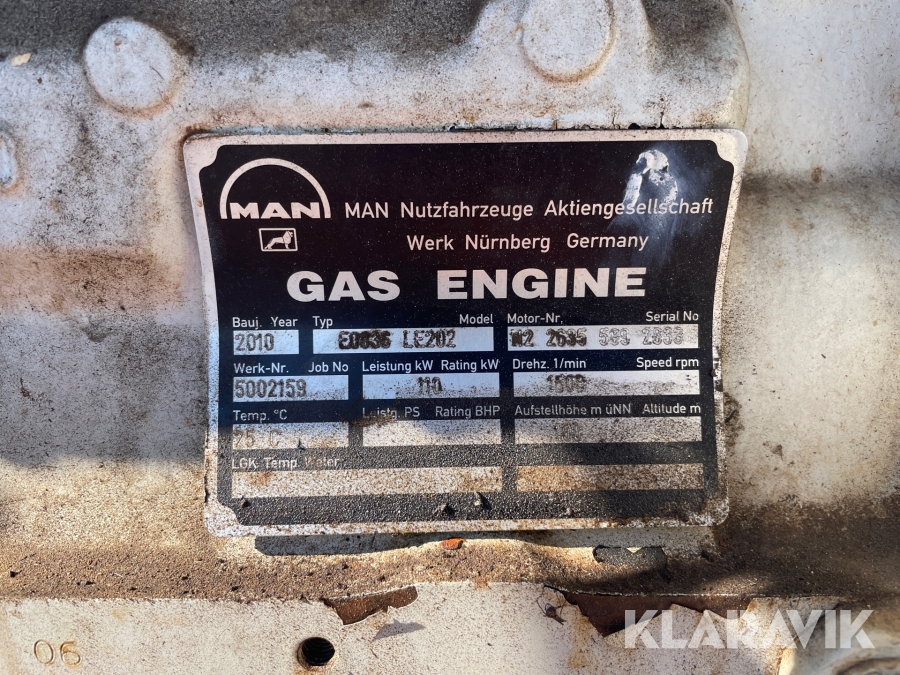 MAN
MAN Nutzfahrzeuge Aktiengesellschaft
Werk Nürnberg Germany
GAS ENGINE
Bauj. Year Typ Model Motor-Nr. Serial No
2010 E0836 LE202
Werk-Nr. Job No Leistung kW Rating kW Drehz. 1/min Speed rpm
5002159 110 1500
Temp. °C Leistg. PS Rating BHP Aufstellhöhe m üNN Altitude m
25 C
LGK. Temp. Water
06
KLARAVIK